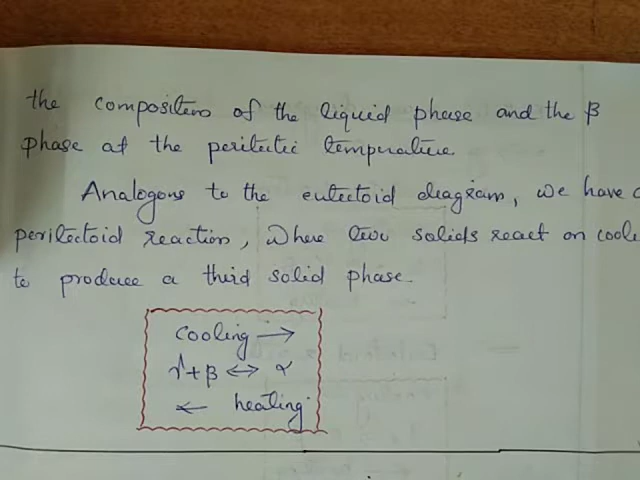 the compositions of the liquid phase and the β
phase at the peritectic temperature.
Analogous to the eutectoid diagram, we have a
peritectoid reaction, where two solids react on coolin
to produce a third solid phase.
cooling →
γ+β ⟷ α
← heating